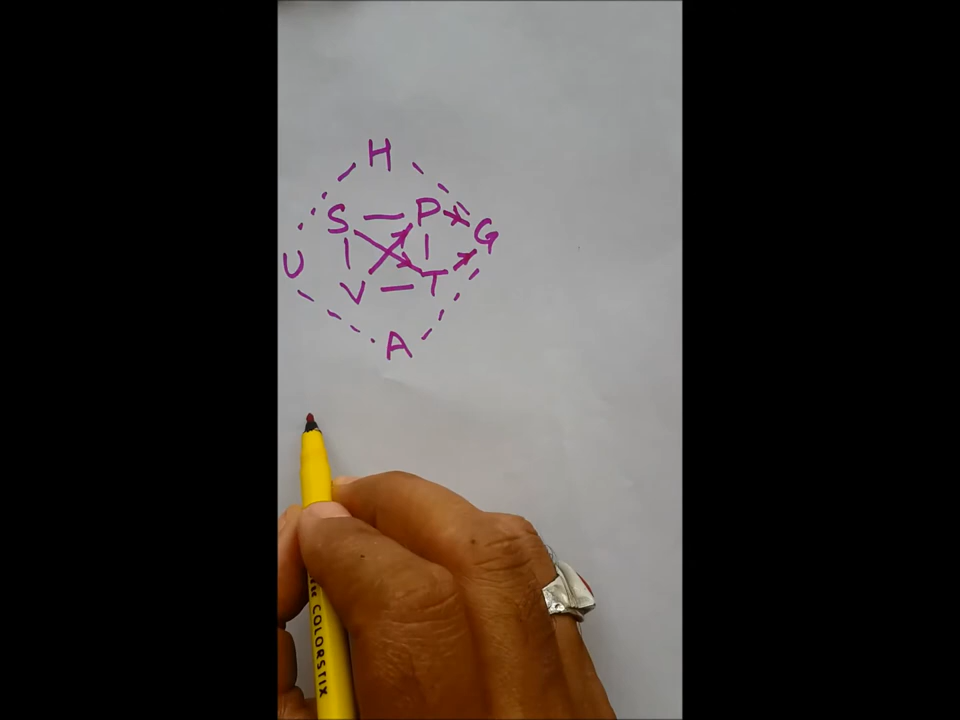 H
S P G
U V T
A
COLORSTIX